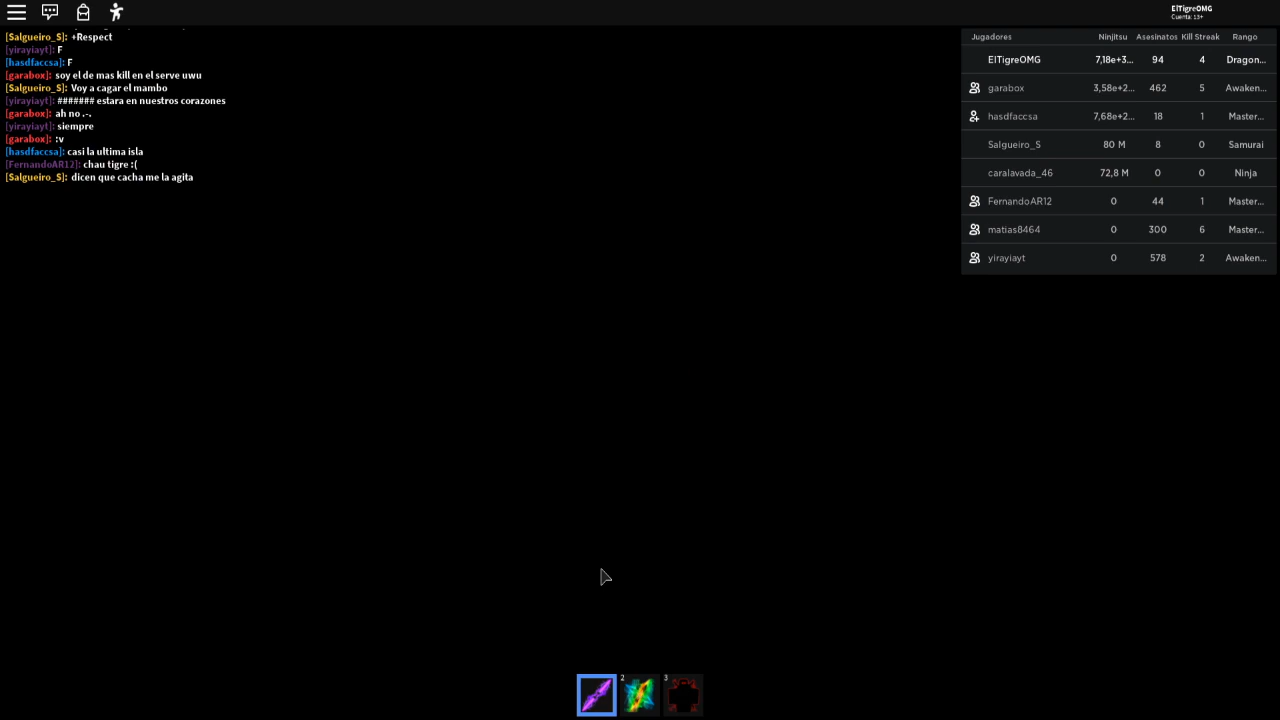 ElTigreOMG
Cuenta: 13+
[Salgueiro_S]: +Respect
[yirayiayt]: F
[hasdfaccsa]: F
[garabox]: soy el de mas kill en el serve uwu
[Salgueiro_S]: Voy a cagar el mambo
[yirayiayt]: ####### estara en nuestros corazones
[garabox]: ah no .-.
[yirayiayt]: siempre
[garabox]: :v
[hasdfaccsa]: casi la ultima isla
[FernandoAR12]: chau tigre :(
[Salgueiro_S]: dicen que cacha me la agita
Jugadores Ninjitsu Asesinatos Kill Streak Rango
ElTigreOMG 7,18e+3... 94 4 Dragon...
garabox 3,58e+2... 462 5 Awaken...
hasdfaccsa 7,68e+2... 18 1 Master...
Salgueiro_S 80 M 8 0 Samurai
caralavada_46 72,8 M 0 0 Ninja
FernandoAR12 0 44 1 Master...
matias8464 0 300 6 Master...
yirayiayt 0 578 2 Awaken...
2 3